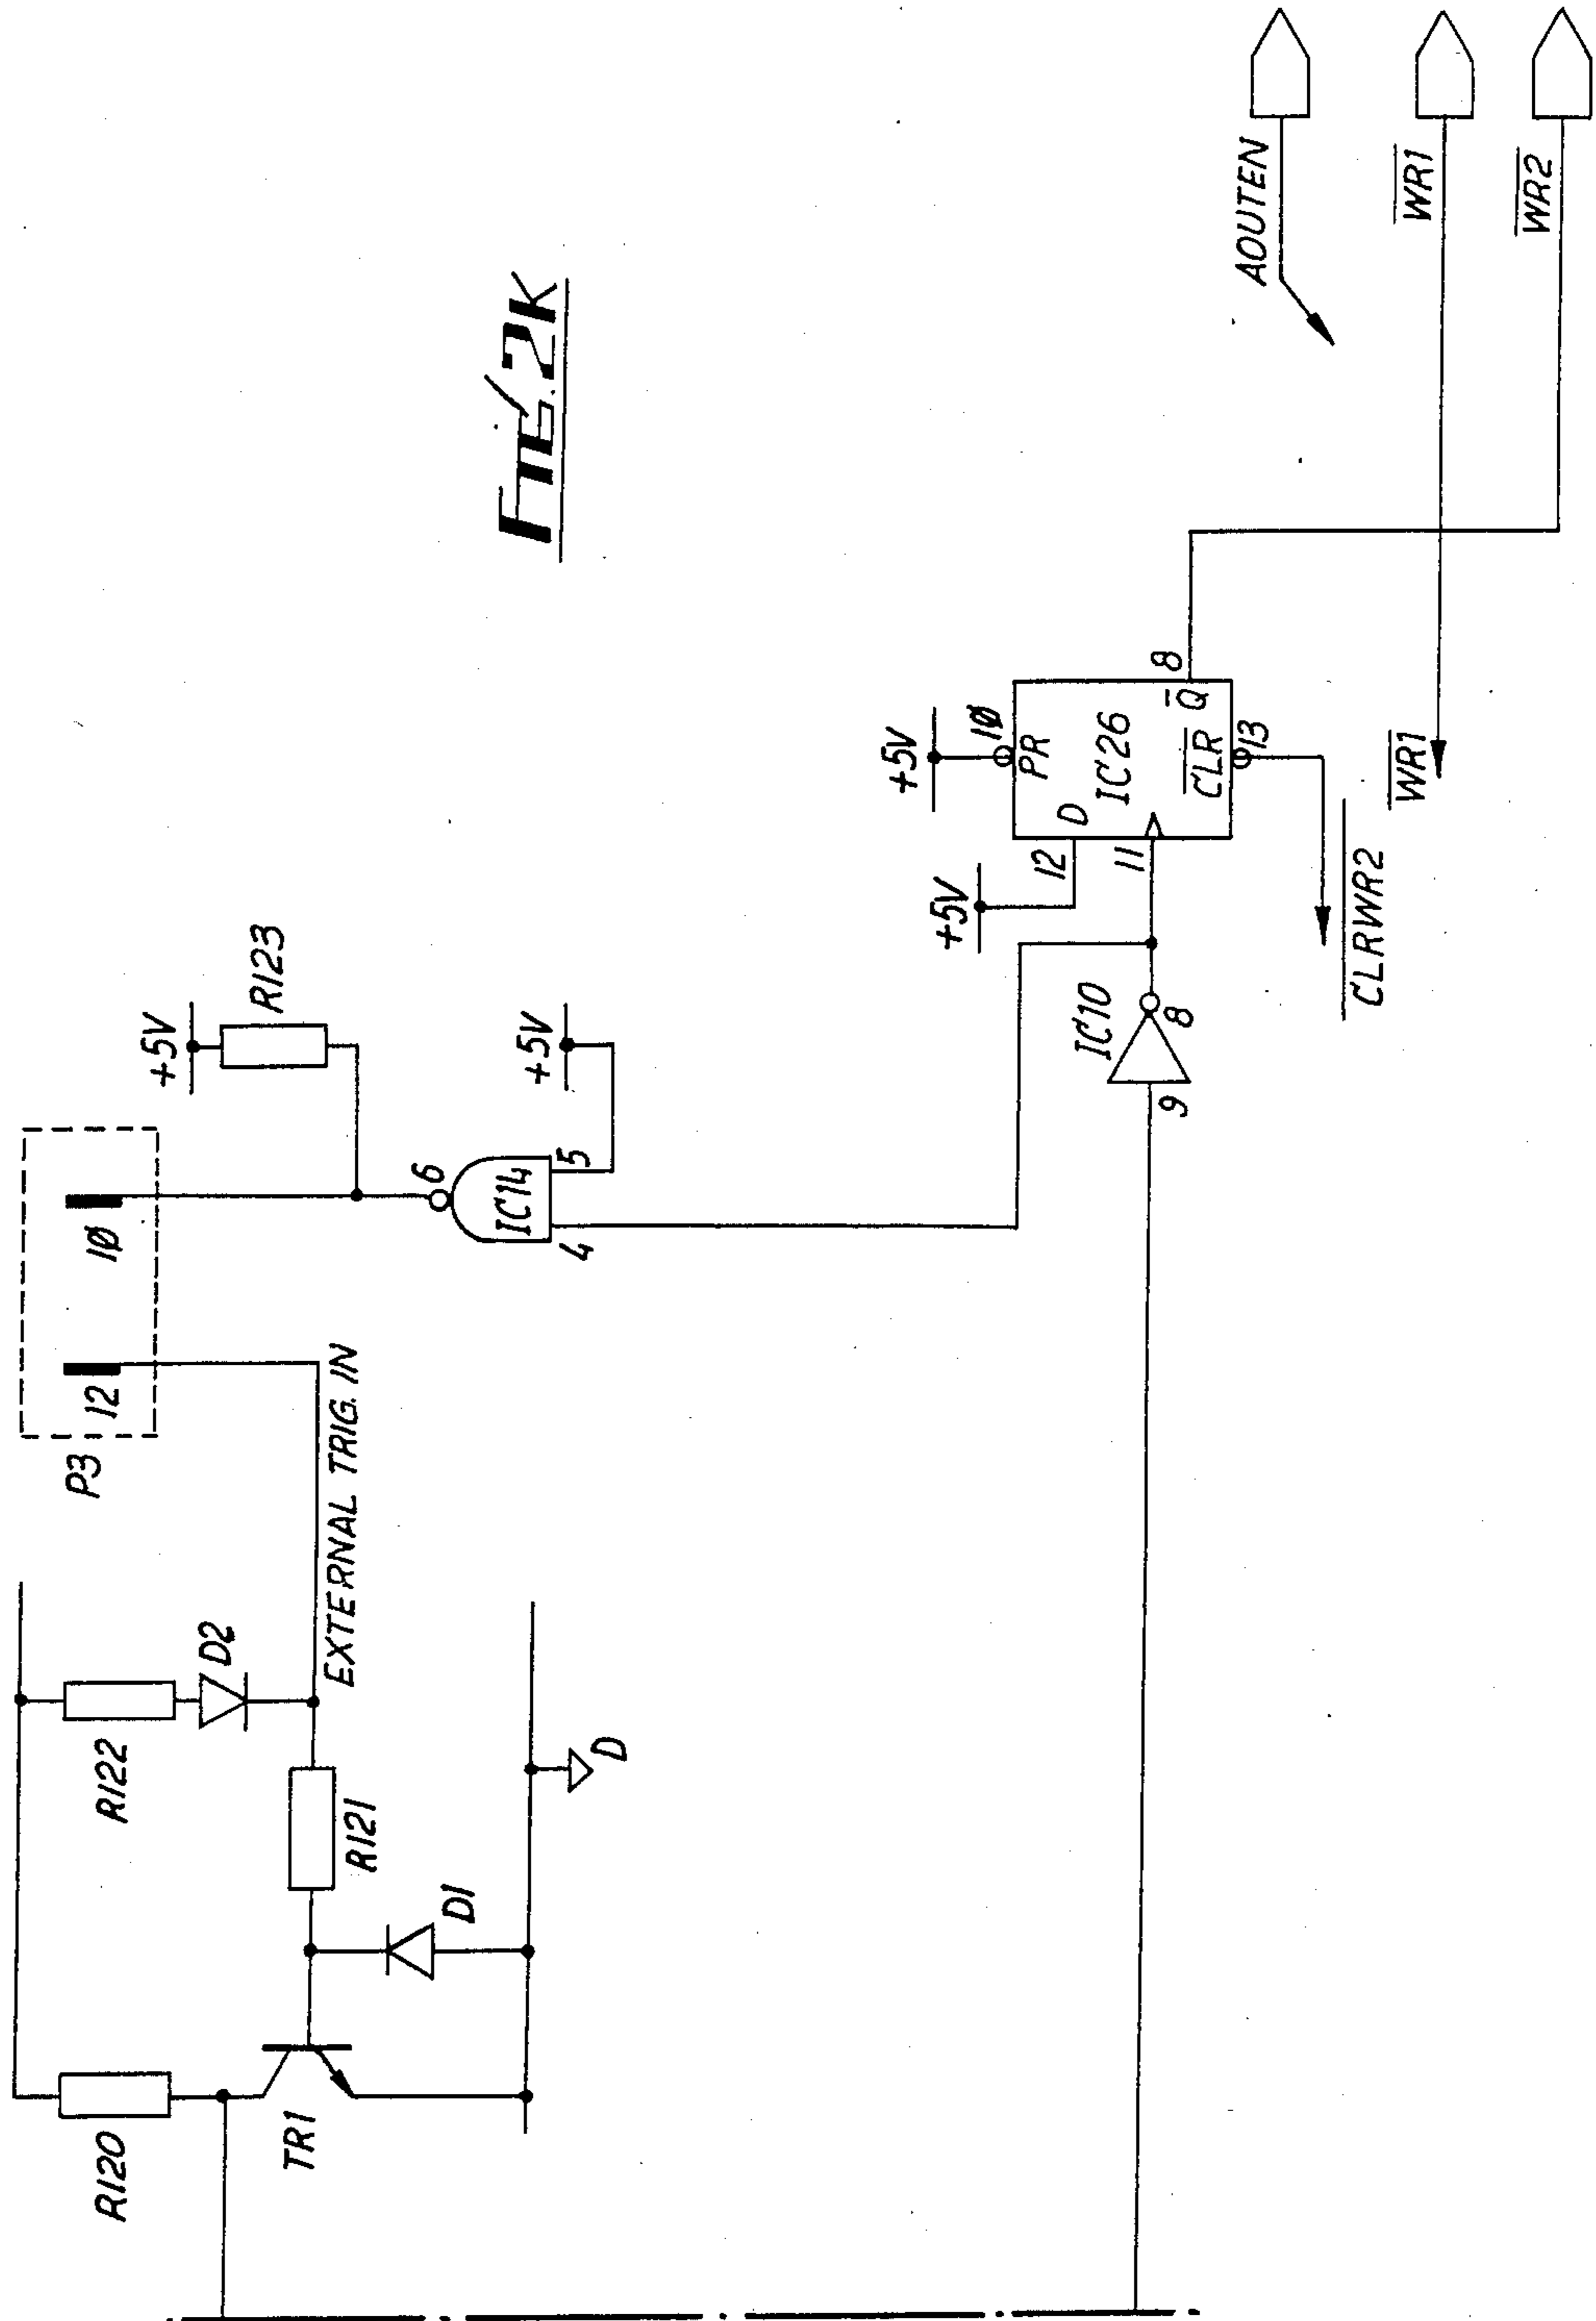 FIG. 2K
P3
12
10
+5V
R123
R120
R122
D2
EXTERNAL TRIG. IN
R121
TR1
D1
D
6
IC14
4
5
+5V
+5V
+5V
12
D
10
PR
IC26
11
CLR
Q
8
13
IC10
9
8
CLRWR2
WR1
AOUTEN
WR1
WR2